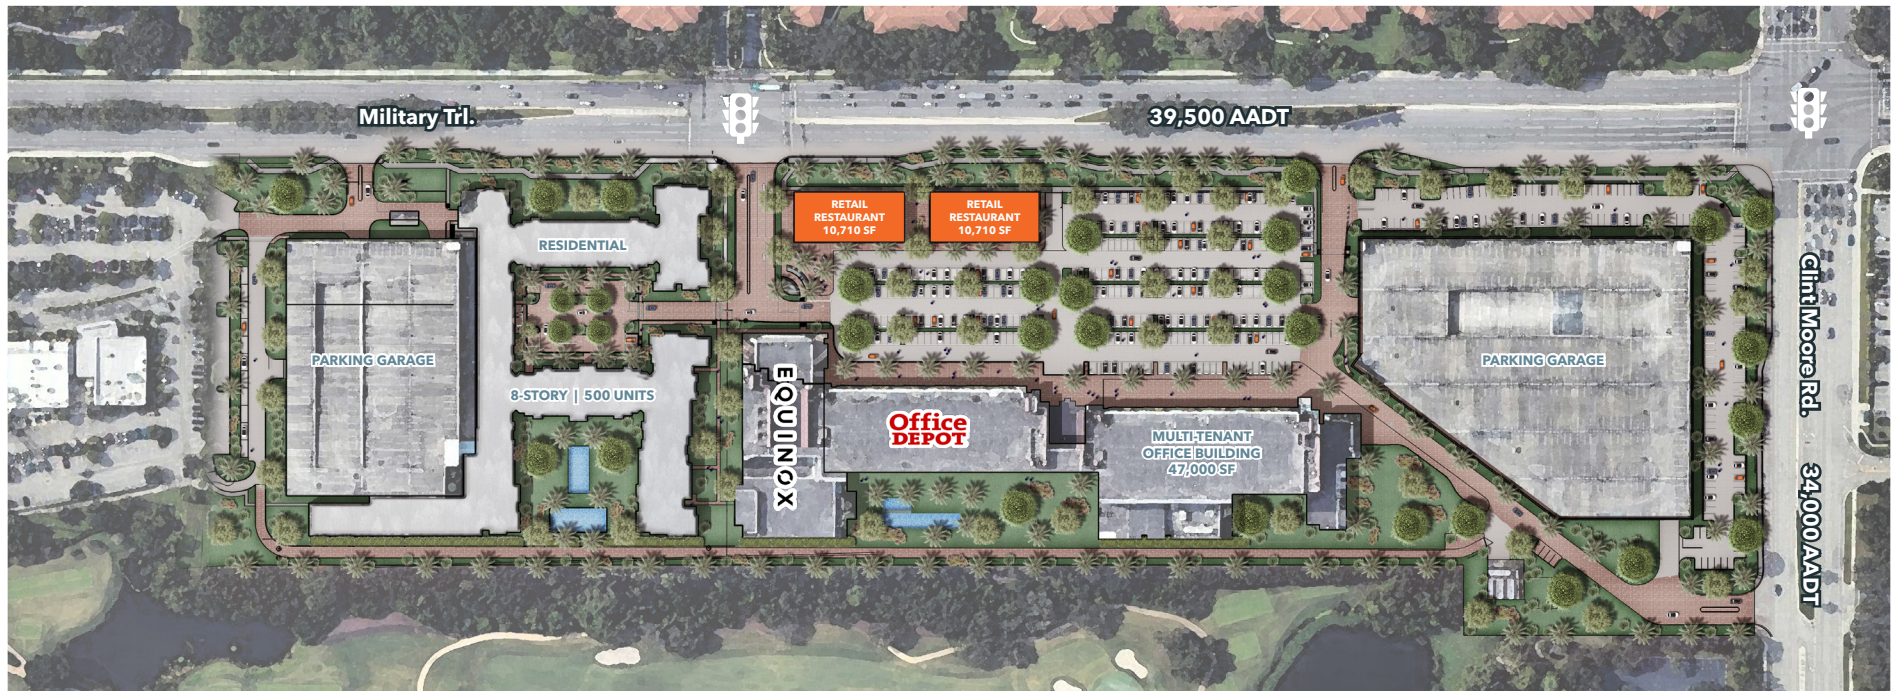 Military Trl.
39,500 AADT
RETAIL
RESTAURANT
10,710 SF
RETAIL
RESTAURANT
10,710 SF
RESIDENTIAL
PARKING GARAGE
8-STORY | 500 UNITS
EQUINOX
Office
DEPOT
MULTI-TENANT
OFFICE BUILDING
47,000 SF
PARKING GARAGE
Clint Moore Rd.
34,000 AADT